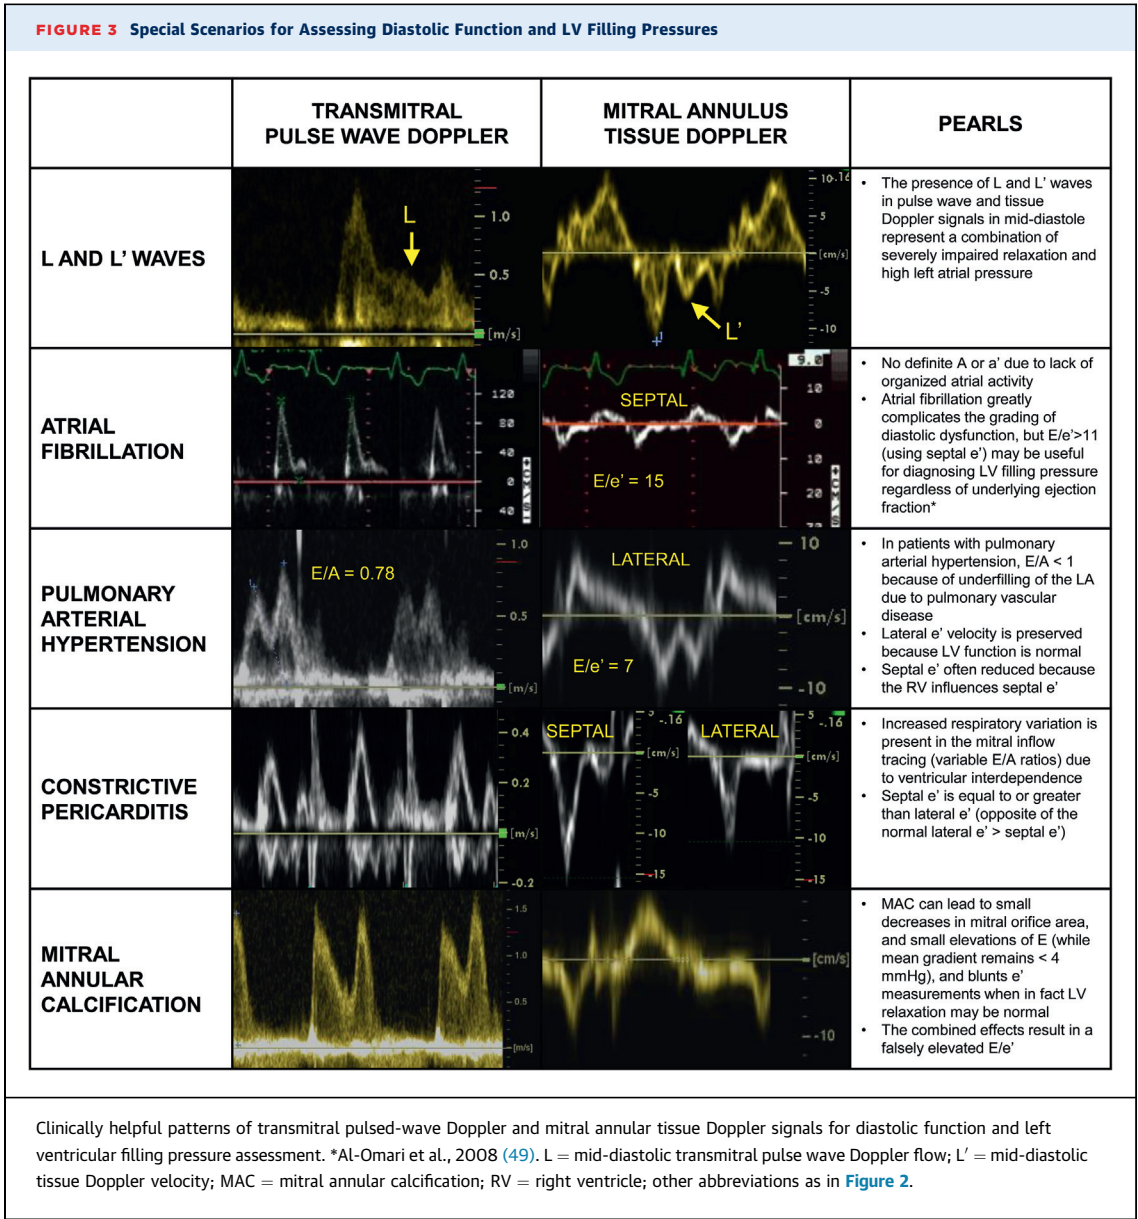 FIGURE 3 Special Scenarios for Assessing Diastolic Function and LV Filling Pressures
TRANSMITRAL
PULSE WAVE DOPPLER
MITRAL ANNULUS
TISSUE DOPPLER
PEARLS
L AND L' WAVES
L
1.0
0.5
[m/s]
10-.16
5
[cm/s]
-5
-10
1
L'
• The presence of L and L' waves
in pulse wave and tissue
Doppler signals in mid-diastole
represent a combination of
severely impaired relaxation and
high left atrial pressure
ATRIAL
FIBRILLATION
120
80
40
0
40
SEPTAL
E/e' = 15
9.0
10
0
10
20
• No definite A or a' due to lack of
organized atrial activity
• Atrial fibrillation greatly
complicates the grading of
diastolic dysfunction, but E/e'>11
(using septal e') may be useful
for diagnosing LV filling pressure
regardless of underlying ejection
fraction*
PULMONARY
ARTERIAL
HYPERTENSION
E/A = 0.78
1.0
0.5
[m/s]
LATERAL
E/e' = 7
10
[cm/s]
-10
• In patients with pulmonary
arterial hypertension, E/A < 1
because of underfilling of the LA
due to pulmonary vascular
disease
• Lateral e' velocity is preserved
because LV function is normal
• Septal e' often reduced because
the RV influences septal e'
CONSTRICTIVE
PERICARDITIS
0.4
0.2
[m/s]
-0.2
SEPTAL
5
-.16
[cm/s]
-5
-10
-15
LATERAL
5
-.16
[cm/s]
-5
-10
-15
• Increased respiratory variation is
present in the mitral inflow
tracing (variable E/A ratios) due
to ventricular interdependence
• Septal e' is equal to or greater
than lateral e' (opposite of the
normal lateral e' > septal e')
MITRAL
ANNULAR
CALCIFICATION
1.5
1.0
0.5
[m/s]
[cm/s]
-10
• MAC can lead to small
decreases in mitral orifice area,
and small elevations of E (while
mean gradient remains < 4
mmHg), and blunts e'
measurements when in fact LV
relaxation may be normal
• The combined effects result in a
falsely elevated E/e'
Clinically helpful patterns of transmitral pulsed-wave Doppler and mitral annular tissue Doppler signals for diastolic function and left
ventricular filling pressure assessment. *Al-Omari et al., 2008 (49). L = mid-diastolic transmitral pulse wave Doppler flow; L′ = mid-diastolic
tissue Doppler velocity; MAC = mitral annular calcification; RV = right ventricle; other abbreviations as in Figure 2.